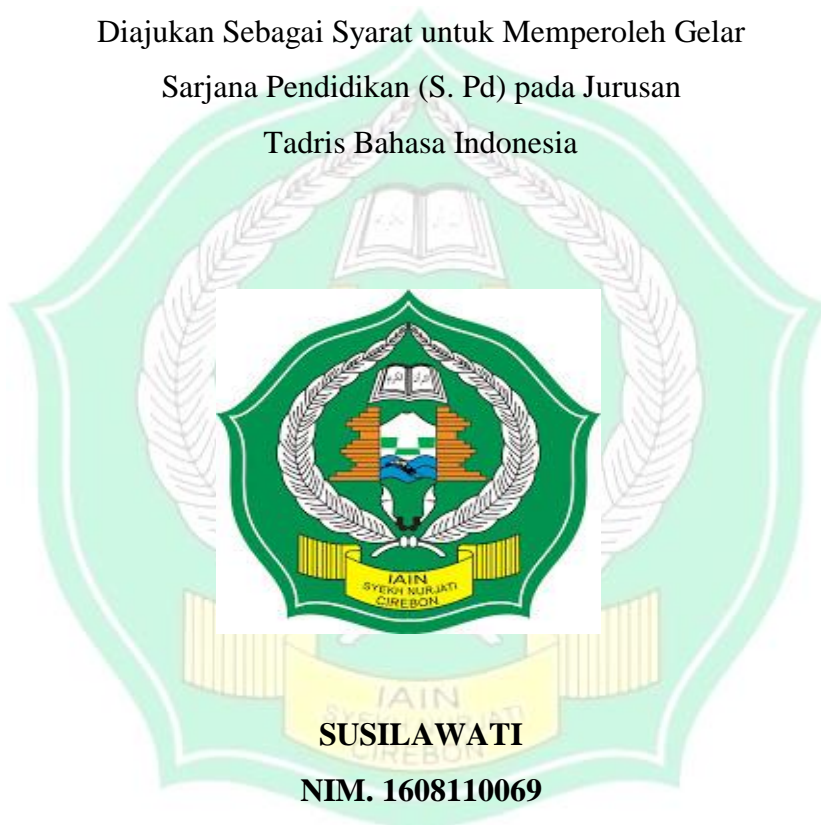 Diajukan Sebagai Syarat untuk Memperoleh Gelar
Sarjana Pendidikan (S. Pd) pada Jurusan
Tadris Bahasa Indonesia
IAIN
SYEKH NURJATI
CIREBON
IAIN
SUSILAWATI
NIM. 1608110069